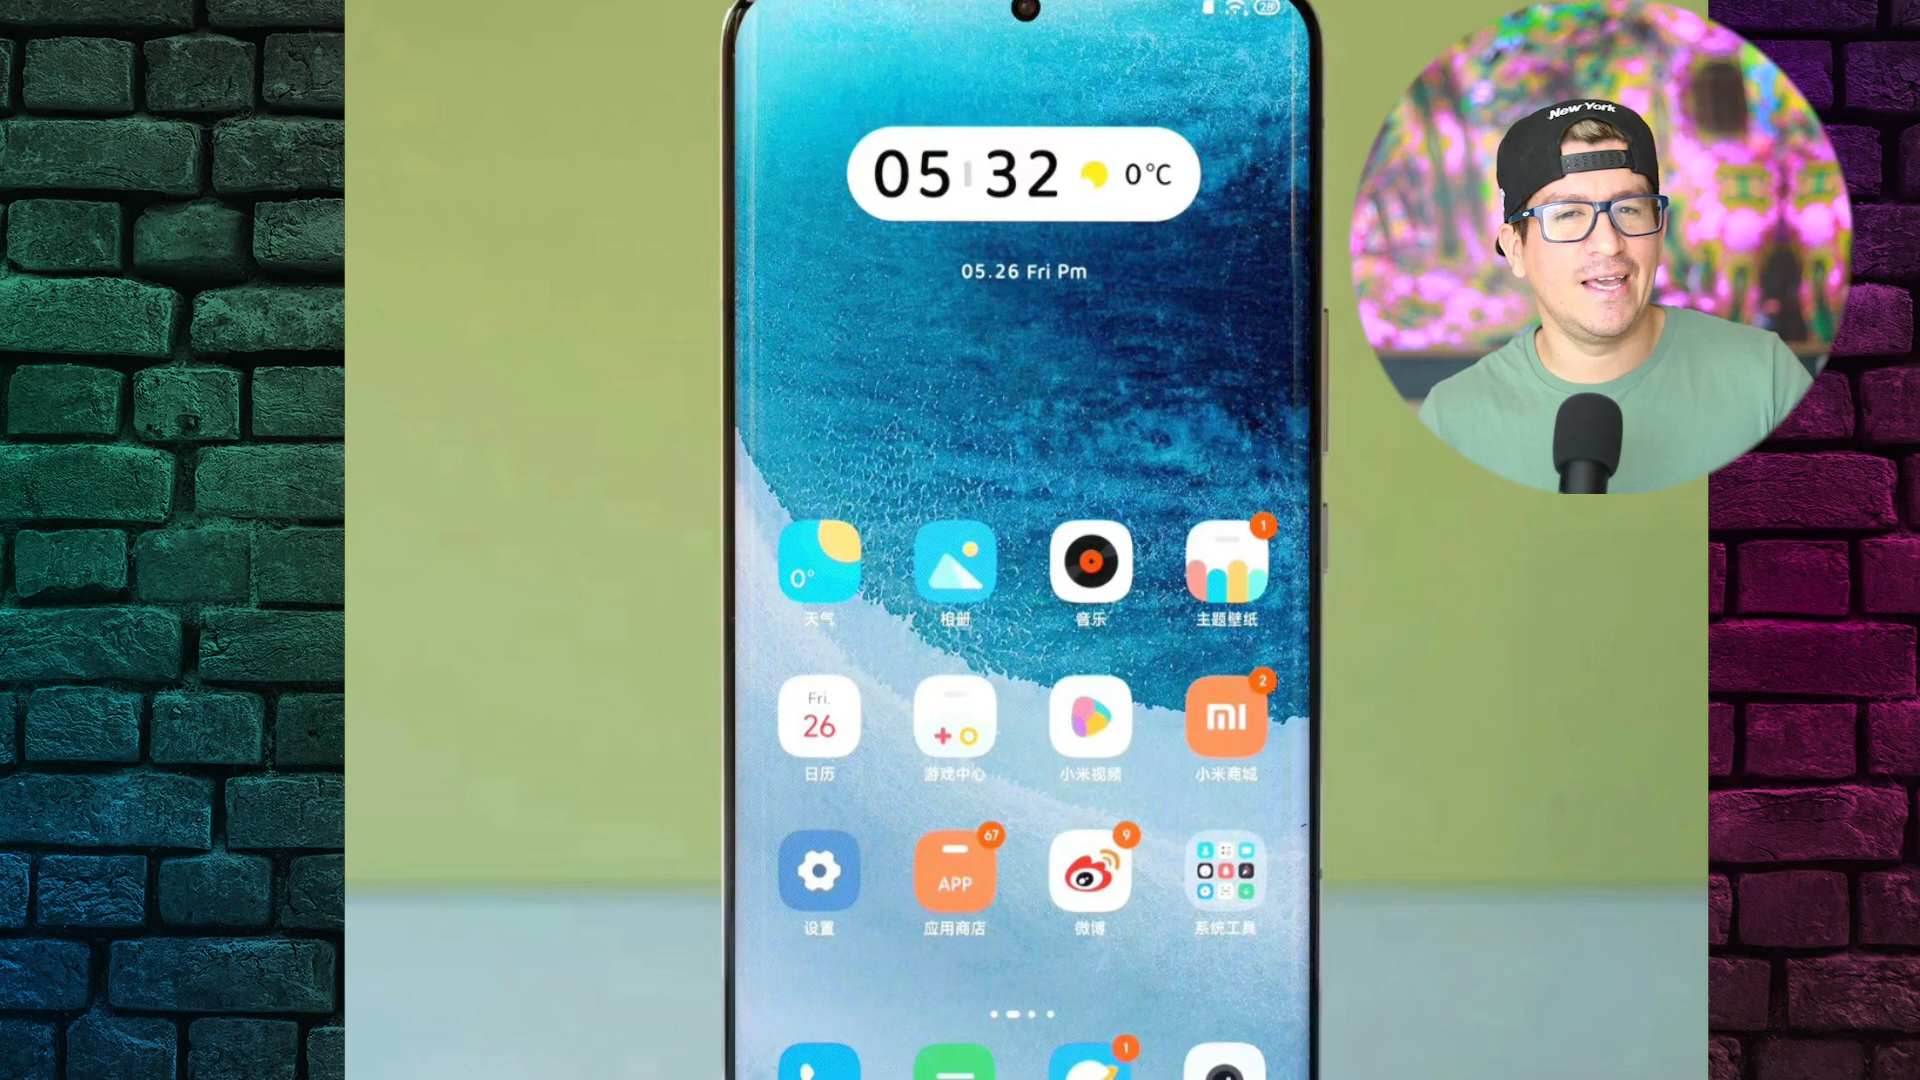 28
New York
05 32 0°C
05.26 Fri Pm
1
0°
天气 相册 音乐 主题壁纸
2
Fri.
26
mi
日历 游戏中心 小米视频 小米商城
67
9
APP
设置 应用商店 微博 系统工具
1